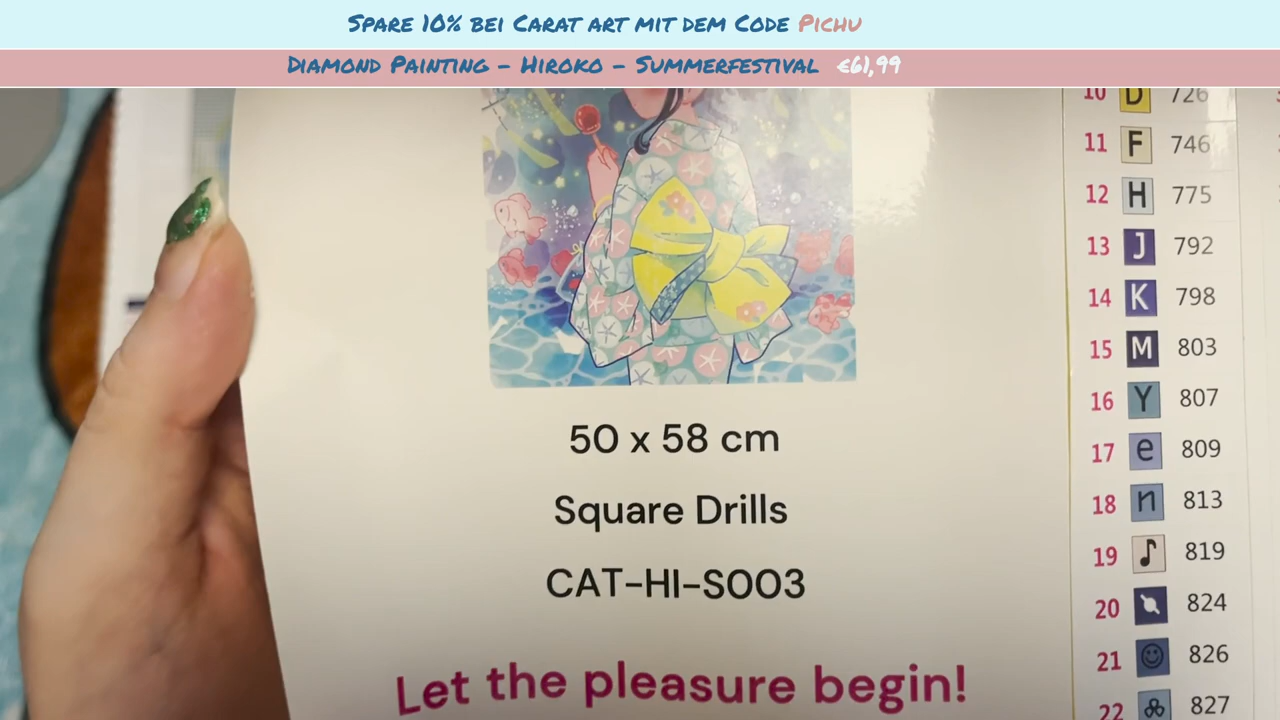 Spare 10% bei Carat art mit dem Code Pichu
Diamond Painting – Hiroko – Summerfestival €61,99
50 x 58 cm
Square Drills
CAT-HI-S003
Let the pleasure begin!
10 D 726
11 F 746
12 H 775
13 J 792
14 K 798
15 M 803
16 Y 807
17 e 809
18 n 813
19 ♪ 819
20 824
21 ☺ 826
22 827